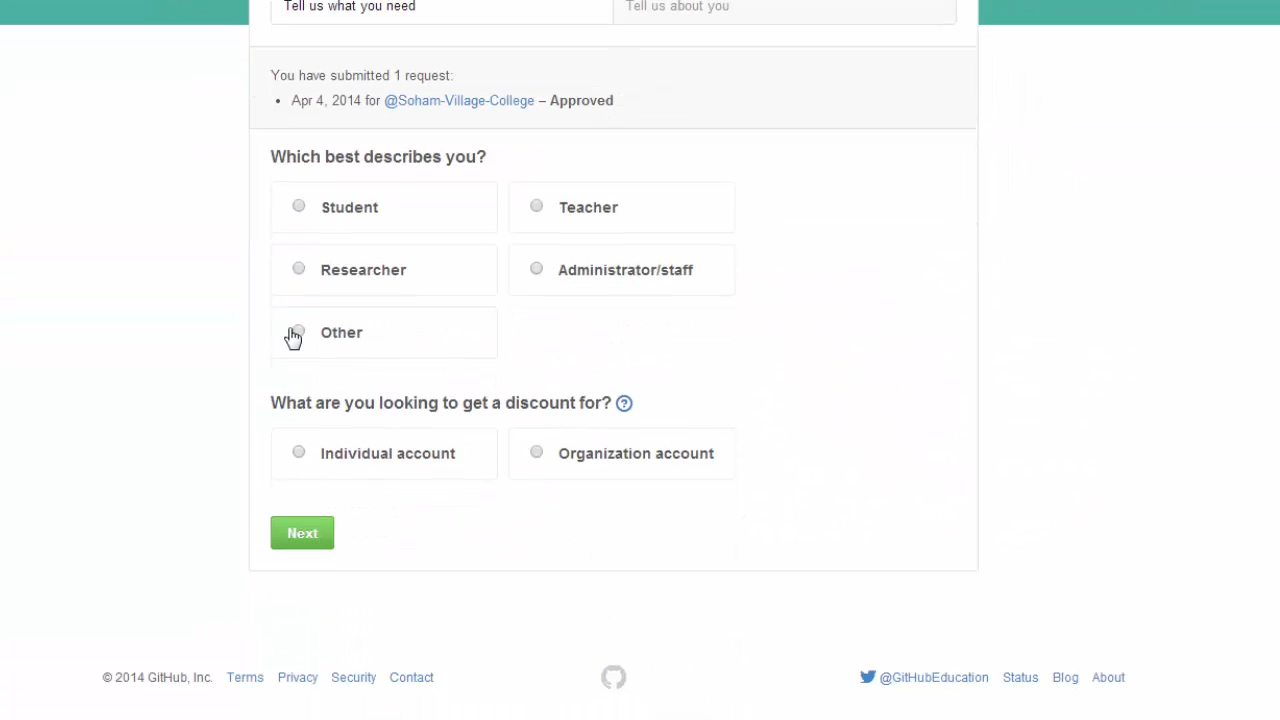 Tell us what you need Tell us about you
You have submitted 1 request:
• Apr 4, 2014 for @Soham-Village-College – Approved
Which best describes you?
Student Teacher
Researcher Administrator/staff
Other
What are you looking to get a discount for? ?
Individual account Organization account
Next
© 2014 GitHub, Inc. Terms Privacy Security Contact @GitHubEducation Status Blog About